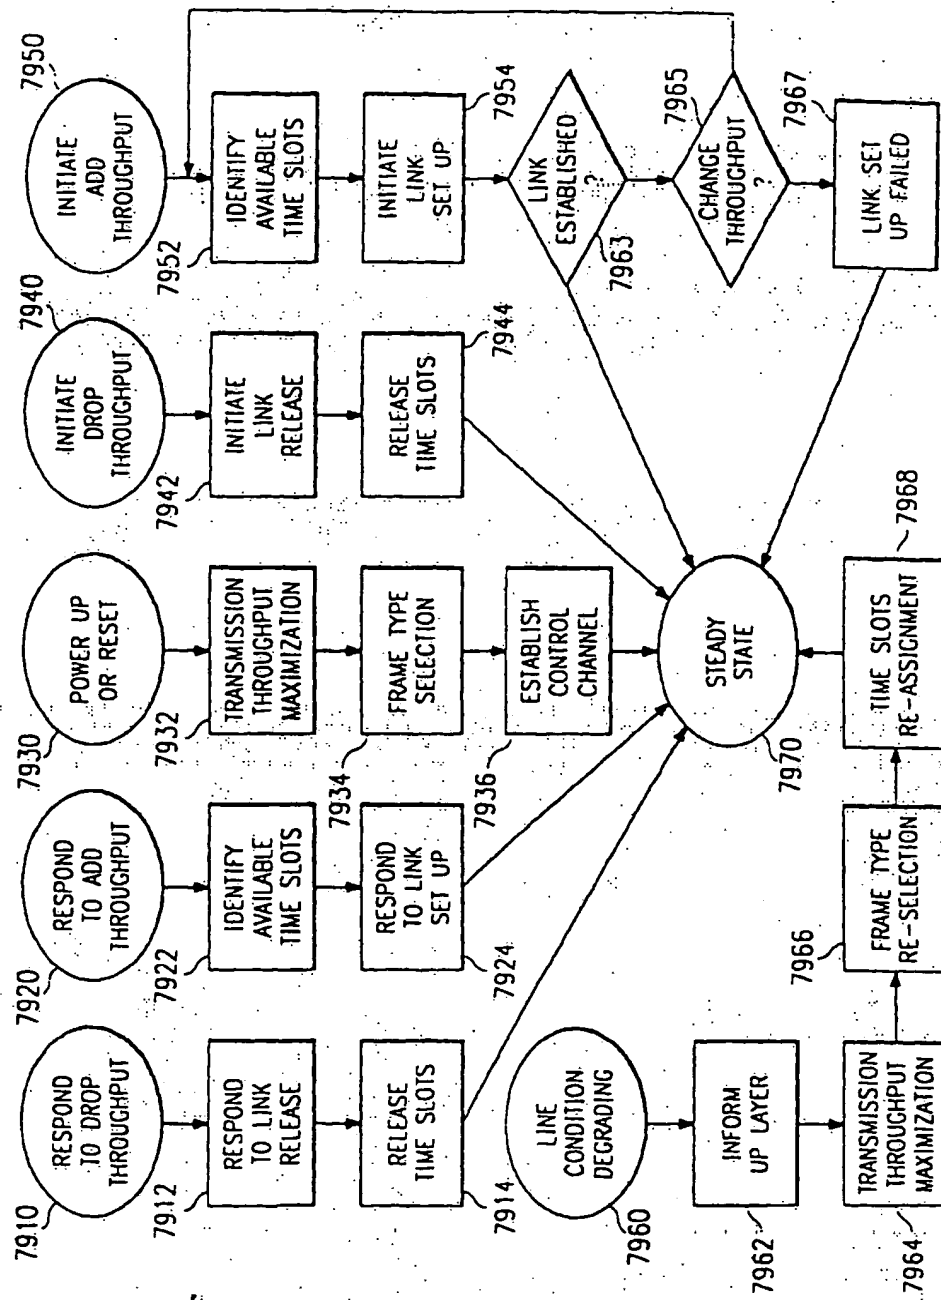 7910
RESPOND
TO DROP
THROUGHPUT
7912
RESPOND
TO LINK
RELEASE
RELEASE
TIME SLOTS
7914
7920
RESPOND
TO ADD
THROUGHPUT
7922
IDENTIFY
AVAILABLE
TIME SLOTS
RESPOND
TO LINK
SET UP
7924
7930
POWER UP
OR RESET
7932
TRANSMISSION
THROUGHPUT
MAXIMIZATION
7934
FRAME TYPE
SELECTION
7936
ESTABLISH
CONTROL
CHANNEL
7940
INITIATE
DROP
THROUGHPUT
7942
INITIATE
LINK
RELEASE
RELEASE
TIME SLOTS
7944
7950
INITIATE
ADD
THROUGHPUT
7952
IDENTIFY
AVAILABLE
TIME SLOTS
INITIATE
LINK
SET UP
7954
LINK
ESTABLISHED
?
7963
CHANGE
THROUGHPUT
?
7965
7967
LINK SET
UP FAILED
LINE
CONDITION
DEGRADING
7960
INFORM
UP LAYER
7962
TRANSMISSION
THROUGHPUT
MAXIMIZATION
7964
7966
FRAME TYPE
RE-SELECTION
TIME SLOTS
RE-ASSIGNMENT
7968
STEADY
STATE
7970